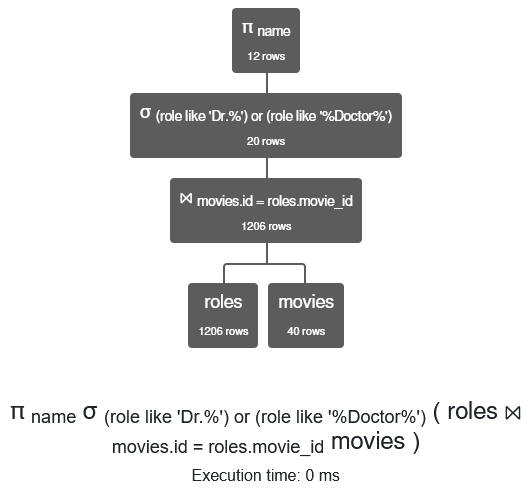 π name
12 rows
σ (role like 'Dr.%') or (role like '%Doctor%')
20 rows
⋈ movies.id = roles.movie_id
1206 rows
roles
1206 rows
movies
40 rows
π name σ (role like 'Dr.%') or (role like '%Doctor%') ( roles ⋈
movies.id = roles.movie_id movies )
Execution time: 0 ms